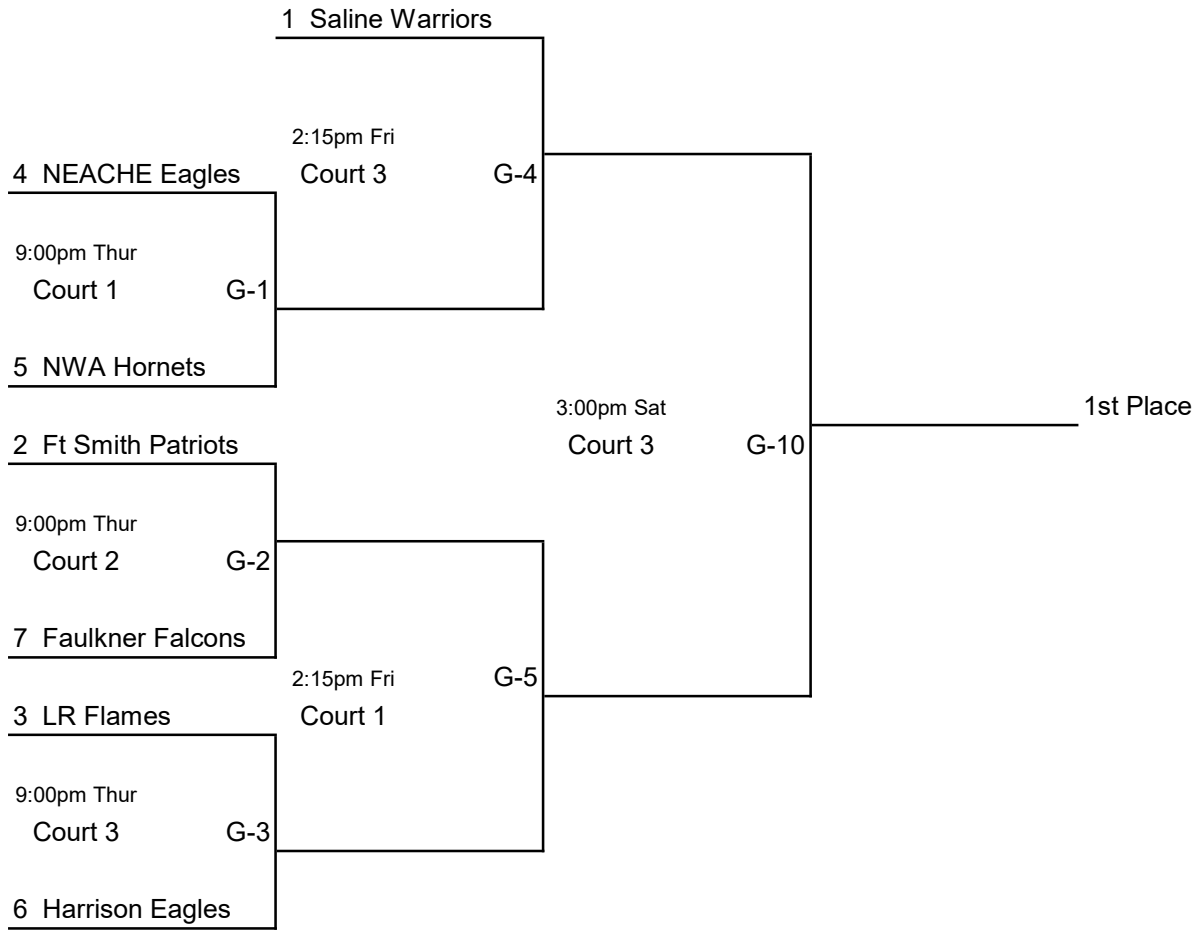 1 Saline Warriors
2:15pm Fri
4 NEACHE Eagles
Court 3
G-4
9:00pm Thur
Court 1
G-1
5 NWA Hornets
3:00pm Sat
1st Place
2 Ft Smith Patriots
Court 3
G-10
9:00pm Thur
Court 2
G-2
7 Faulkner Falcons
2:15pm Fri
G-5
3 LR Flames
Court 1
9:00pm Thur
Court 3
G-3
6 Harrison Eagles